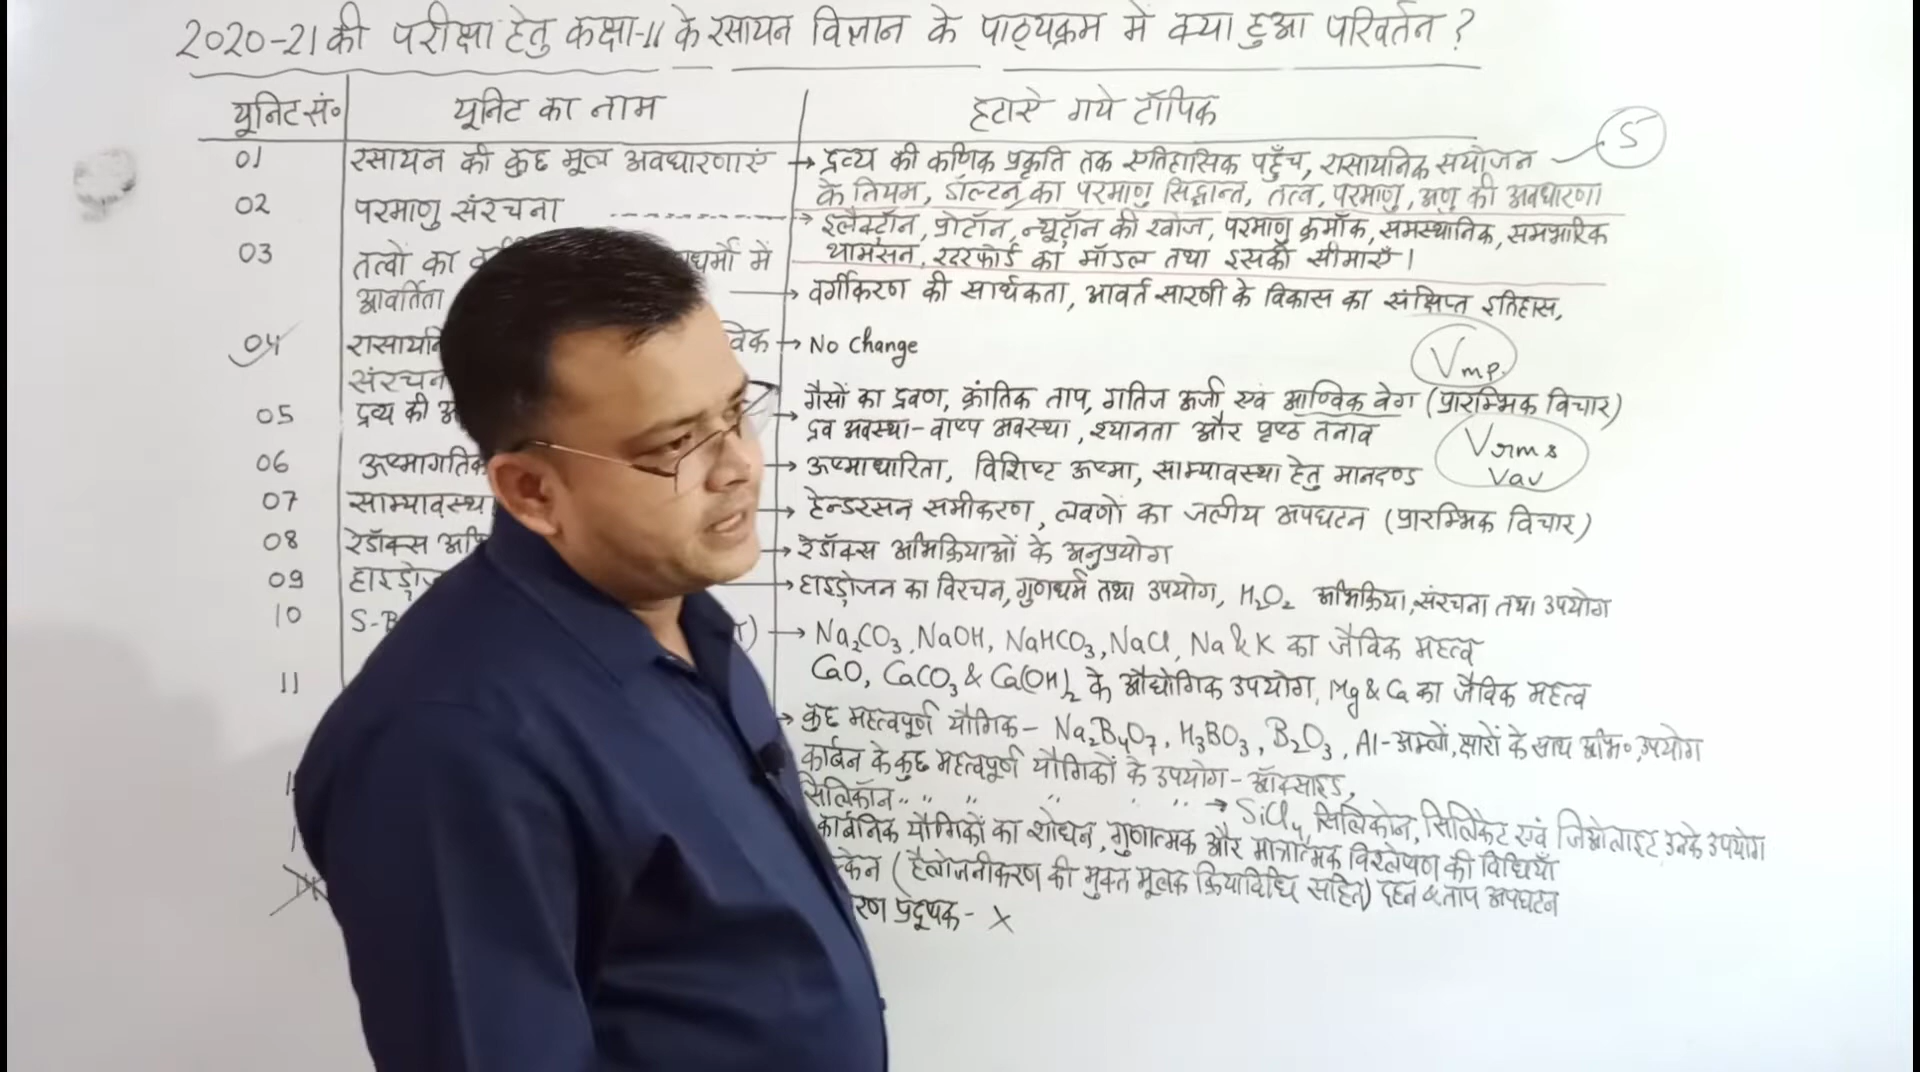 2020-21 की परीक्षा हेतु कक्षा-11 के रसायन विज्ञान के पाठ्यक्रम में क्या हुआ परिवर्तन ?
यूनिट सं० यूनिट का नाम हटाये गये टॉपिक
01 रसायन की कुछ मूल अवधारणाएं → द्रव्य की कणिक प्रकृति तक एतिहासिक पहुँच, रासायनिक संयोजन 5
के नियम, डॉल्टन का परमाणु सिद्धान्त, तत्व, परमाणु, अणु की अवधारणा
02 परमाणु संरचना → इलैक्ट्रॉन, प्रोटॉन, न्यूट्रॉन की खोज, परमाणु क्रमाँक, समस्थानिक, समभारिक
थामसन, रदरफोर्ड का मॉडल तथा इसकी सीमाएँ।
03 तत्वों का में
आवर्तिता → वर्गीकरण की सार्थकता, आवर्त सारणी के विकास का संक्षिप्त इतिहास,
04 → No Change
Vmp.
05 द्रव्य की → गैसों का द्रवण, क्रांतिक ताप, गतिज ऊर्जा एवं आण्विक वेग (प्रारम्भिक विचार)
द्रव अवस्था- वाष्प अवस्था, श्यानता और पृष्ठ तनाव
Vrms
Vav
06 → ऊष्माधारिता, विशिष्ट ऊष्मा, साम्यावस्था हेतु मानदण्ड
07 साम्यावस्था → हेन्डरसन समीकरण, लवणों का जलीय अपघटन (प्रारम्भिक विचार)
08 रेडॉक्स → रेडॉक्स अभिक्रियाओं के अनुप्रयोग
09 → हाइड्रोजन का विरचन, गुणधर्म तथा उपयोग, H₂O₂ अभिक्रिया, संरचना तथा उपयोग
10 → Na₂CO₃, NaOH, NaHCO₃, NaCl, Na & K का जैविक महत्व
CaO, CaCO₃ & Ca(OH)₂ के औद्योगिक उपयोग, Mg & Ca का जैविक महत्व
11 → कुछ महत्वपूर्ण यौगिक- Na₂B₄O₇, H₃BO₃, B₂O₃, Al-अम्लों, क्षारों के साथ अभि०, उपयोग
कार्बन के कुछ महत्वपूर्ण यौगिकों के उपयोग- ऑक्साइड,
सिलिकॉन " " " " " " → SiCl₄, सिलिकोन, सिलिकेट एवं जिओलाइट उनके उपयोग
कार्बनिक यौगिकों का शोधन, गुणात्मक और मात्रात्मक विश्लेषण की विधियाँ
(हैलोजनीकरण की मुक्त मूलक क्रियाविधि सहित) दहन & ताप अपघटन
प्रदूषक- X